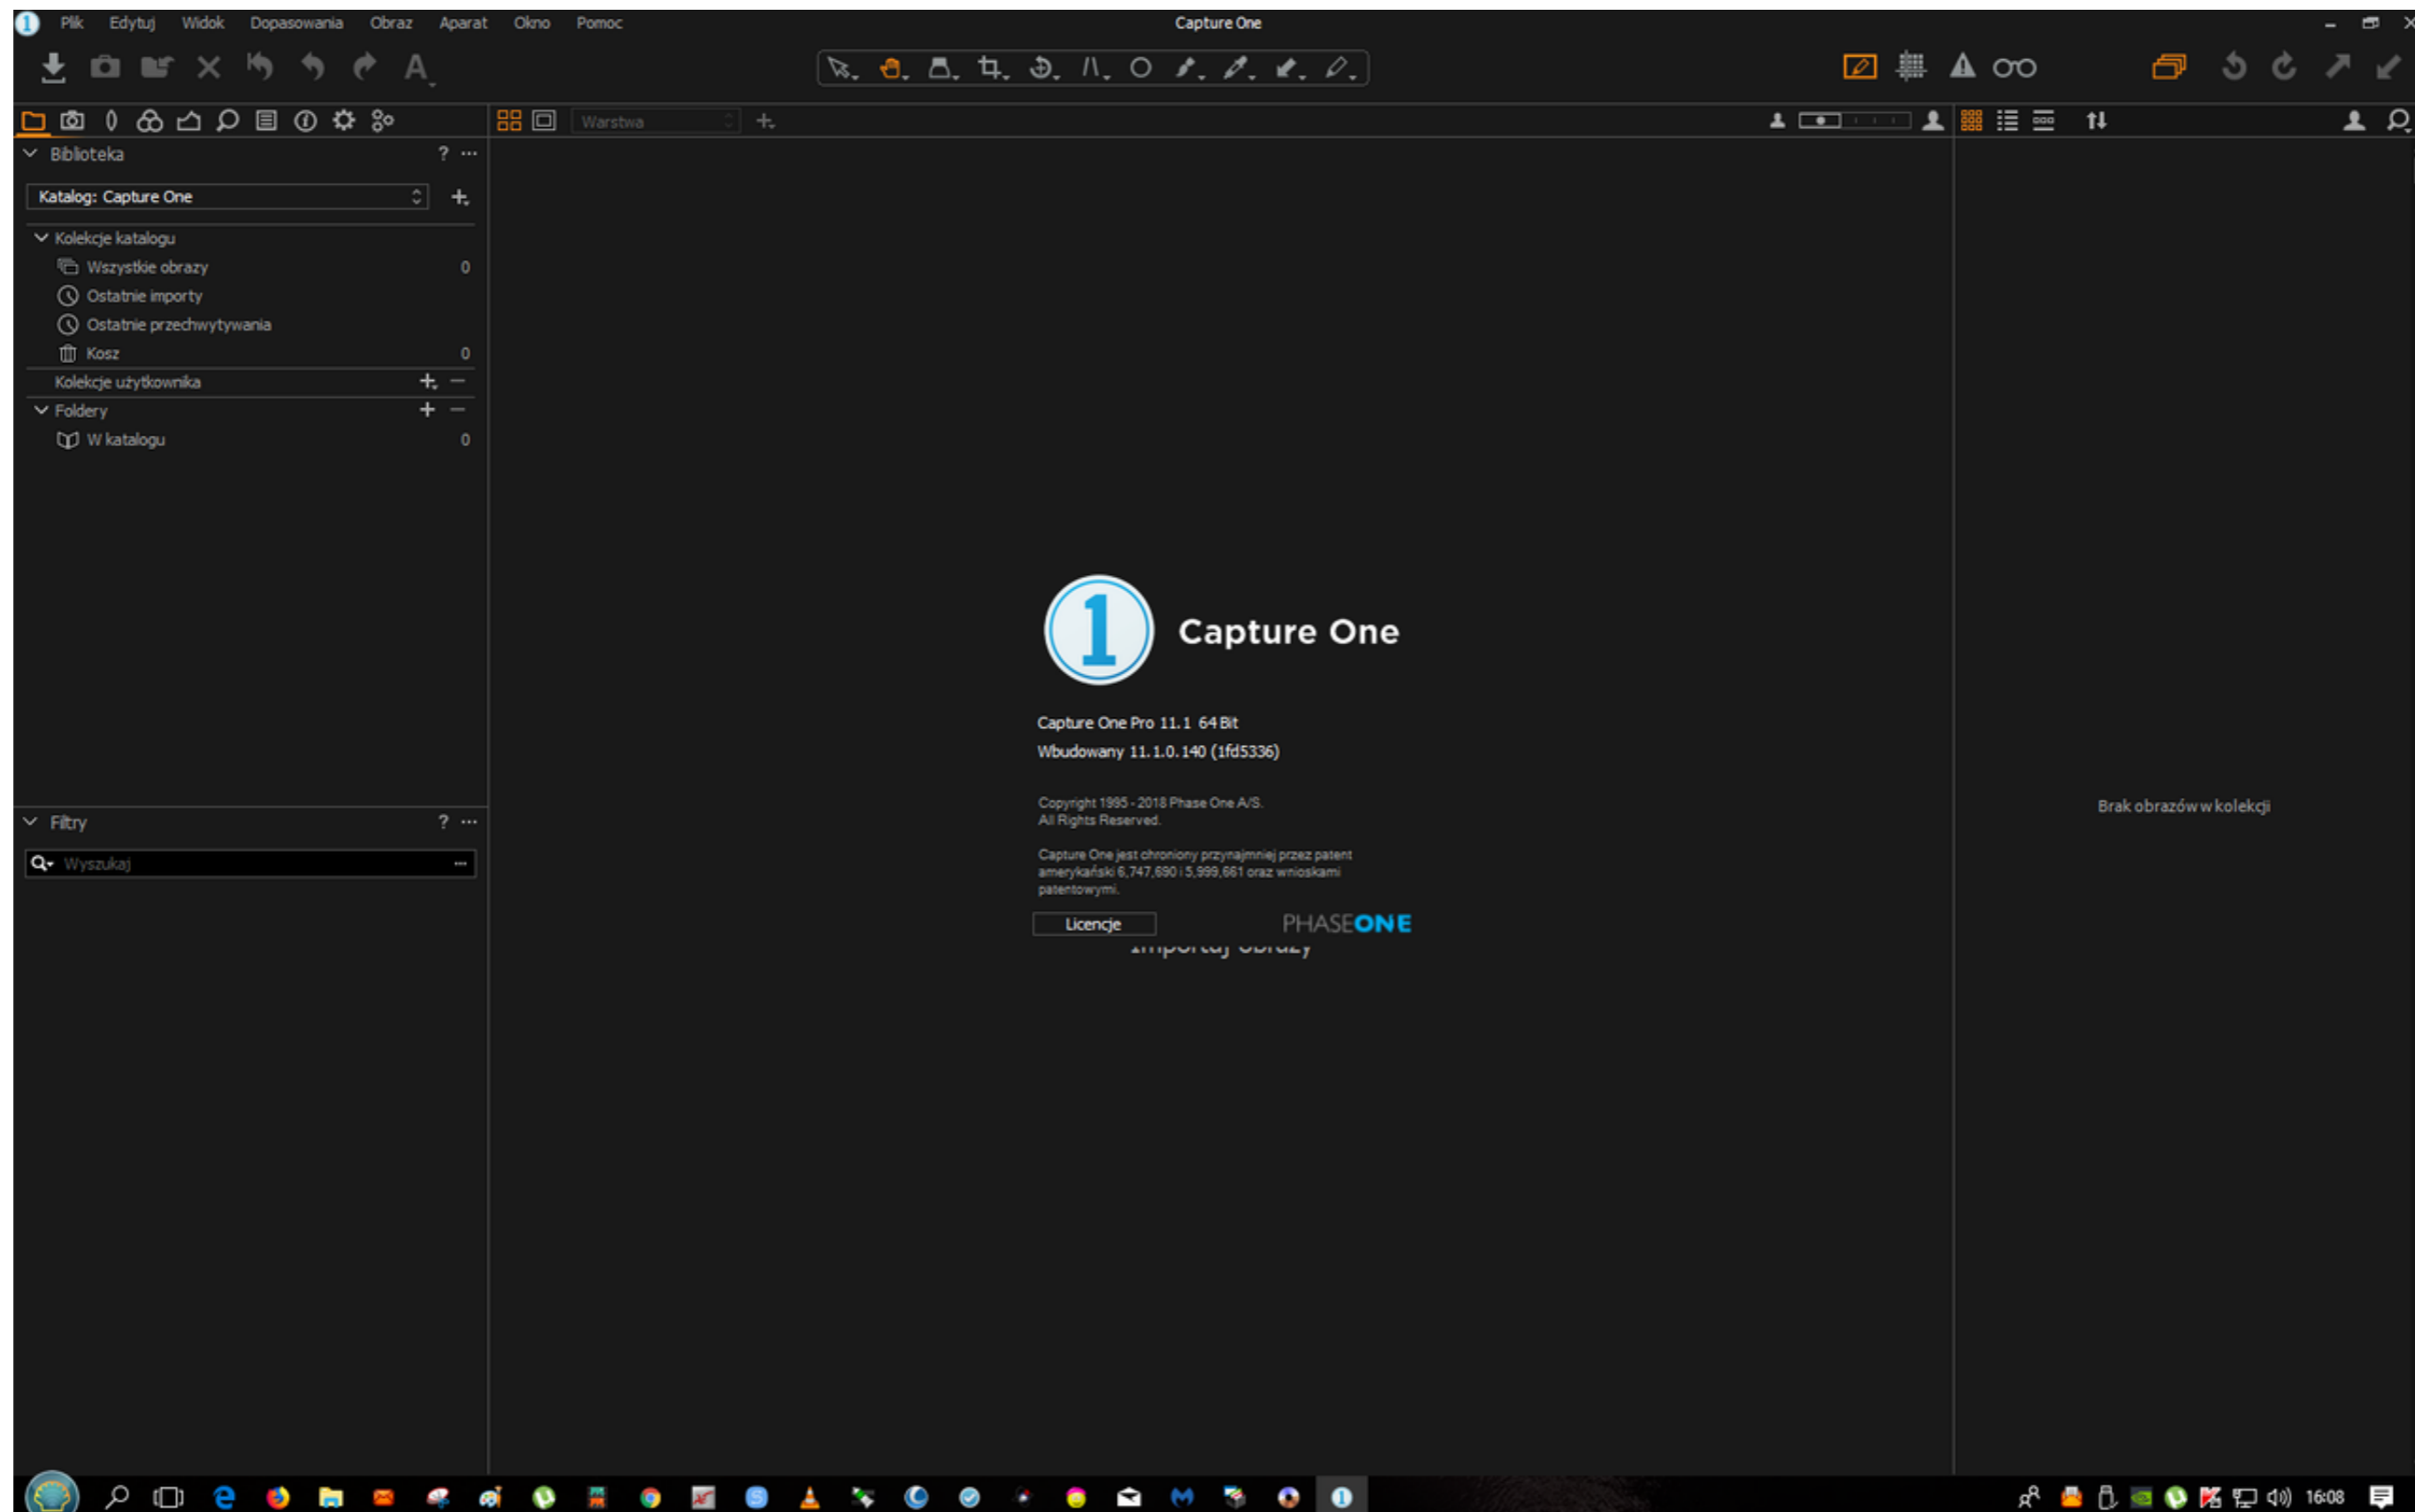 Plik Edytuj Widok Dopasowania Obraz Aparat Okno Pomoc
Capture One
A
Warstwa
Biblioteka
Katalog: Capture One
Kolekcje katalogu
Wszystkie obrazy 0
Ostatnie importy
Ostatnie przechwytywania
Kosz 0
Kolekcje użytkownika
Foldery
W katalogu 0
1
Capture One
Capture One Pro 11.1 64 Bit
Wbudowany 11.1.0.140 (1fd5336)
Copyright 1995 - 2018 Phase One A/S.
All Rights Reserved.
Capture One jest chroniony przynajmniej przez patent
amerykański 6,747,690 i 5,999,661 oraz wnioskami
patentowymi.
Licencje
PHASEONE
Importuj obrazy
Brak obrazów w kolekcji
Filtry
Wyszukaj
16:08